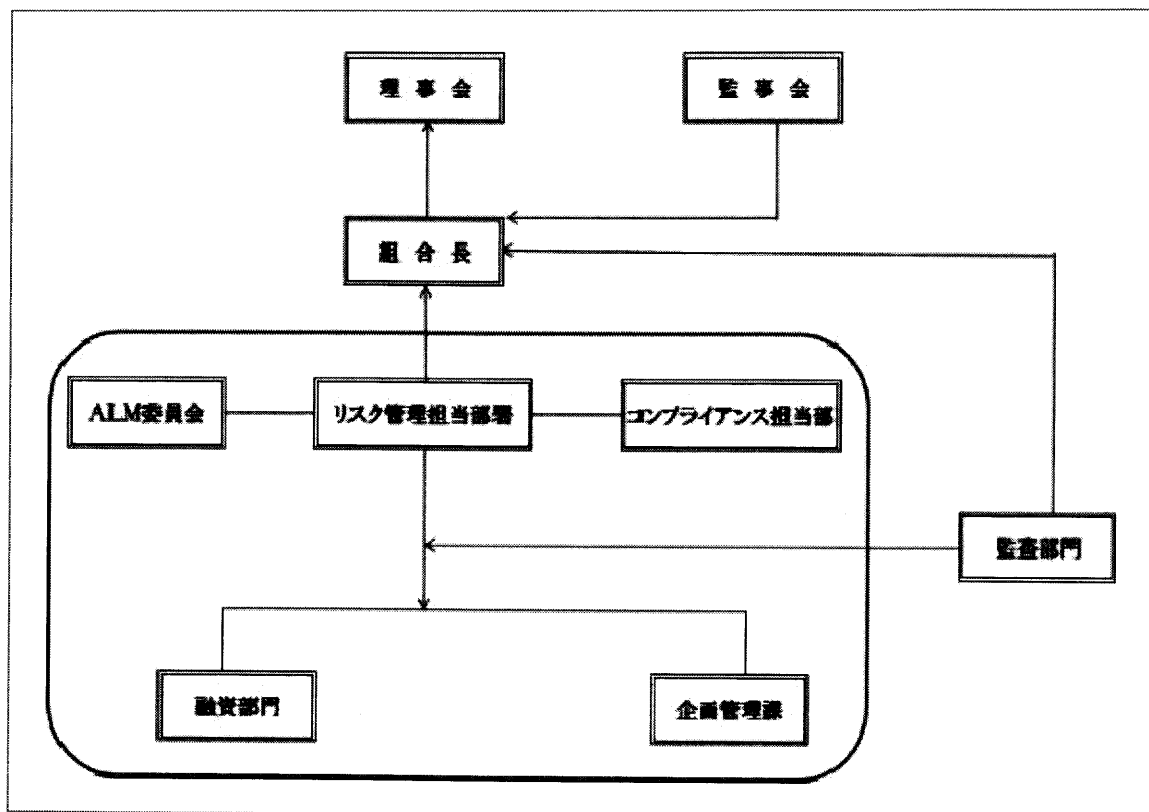 理 事 会
監 事 会
組 合 長
ALM委員会
リスク管理担当部署
コンプライアンス担当部
監査部門
融資部門
企画管理課